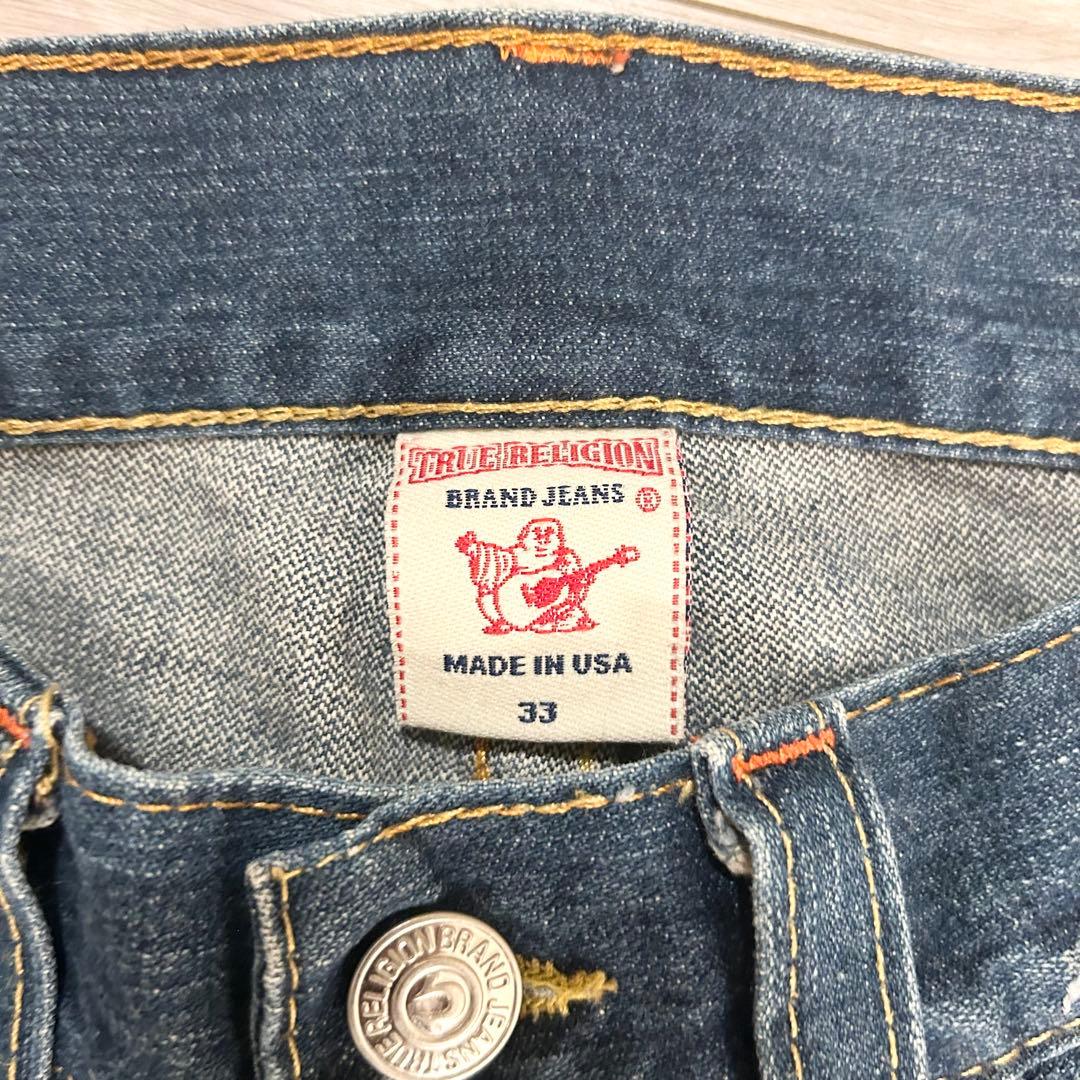 TRUE RELIGION
BRAND JEANS ®
MADE IN USA
33
TRUE RELIGION BRAND JEANS